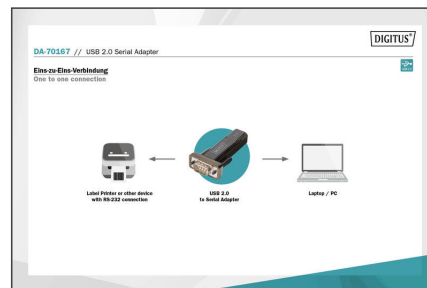 DIGITUS®
DA-70167 // USB 2.0 Serial Adapter
Eins-zu-Eins-Verbindung
One to one connection
Label Printer or other device
with RS-232 connection
USB 2.0
1x Serial Adapter
Laptop / PC